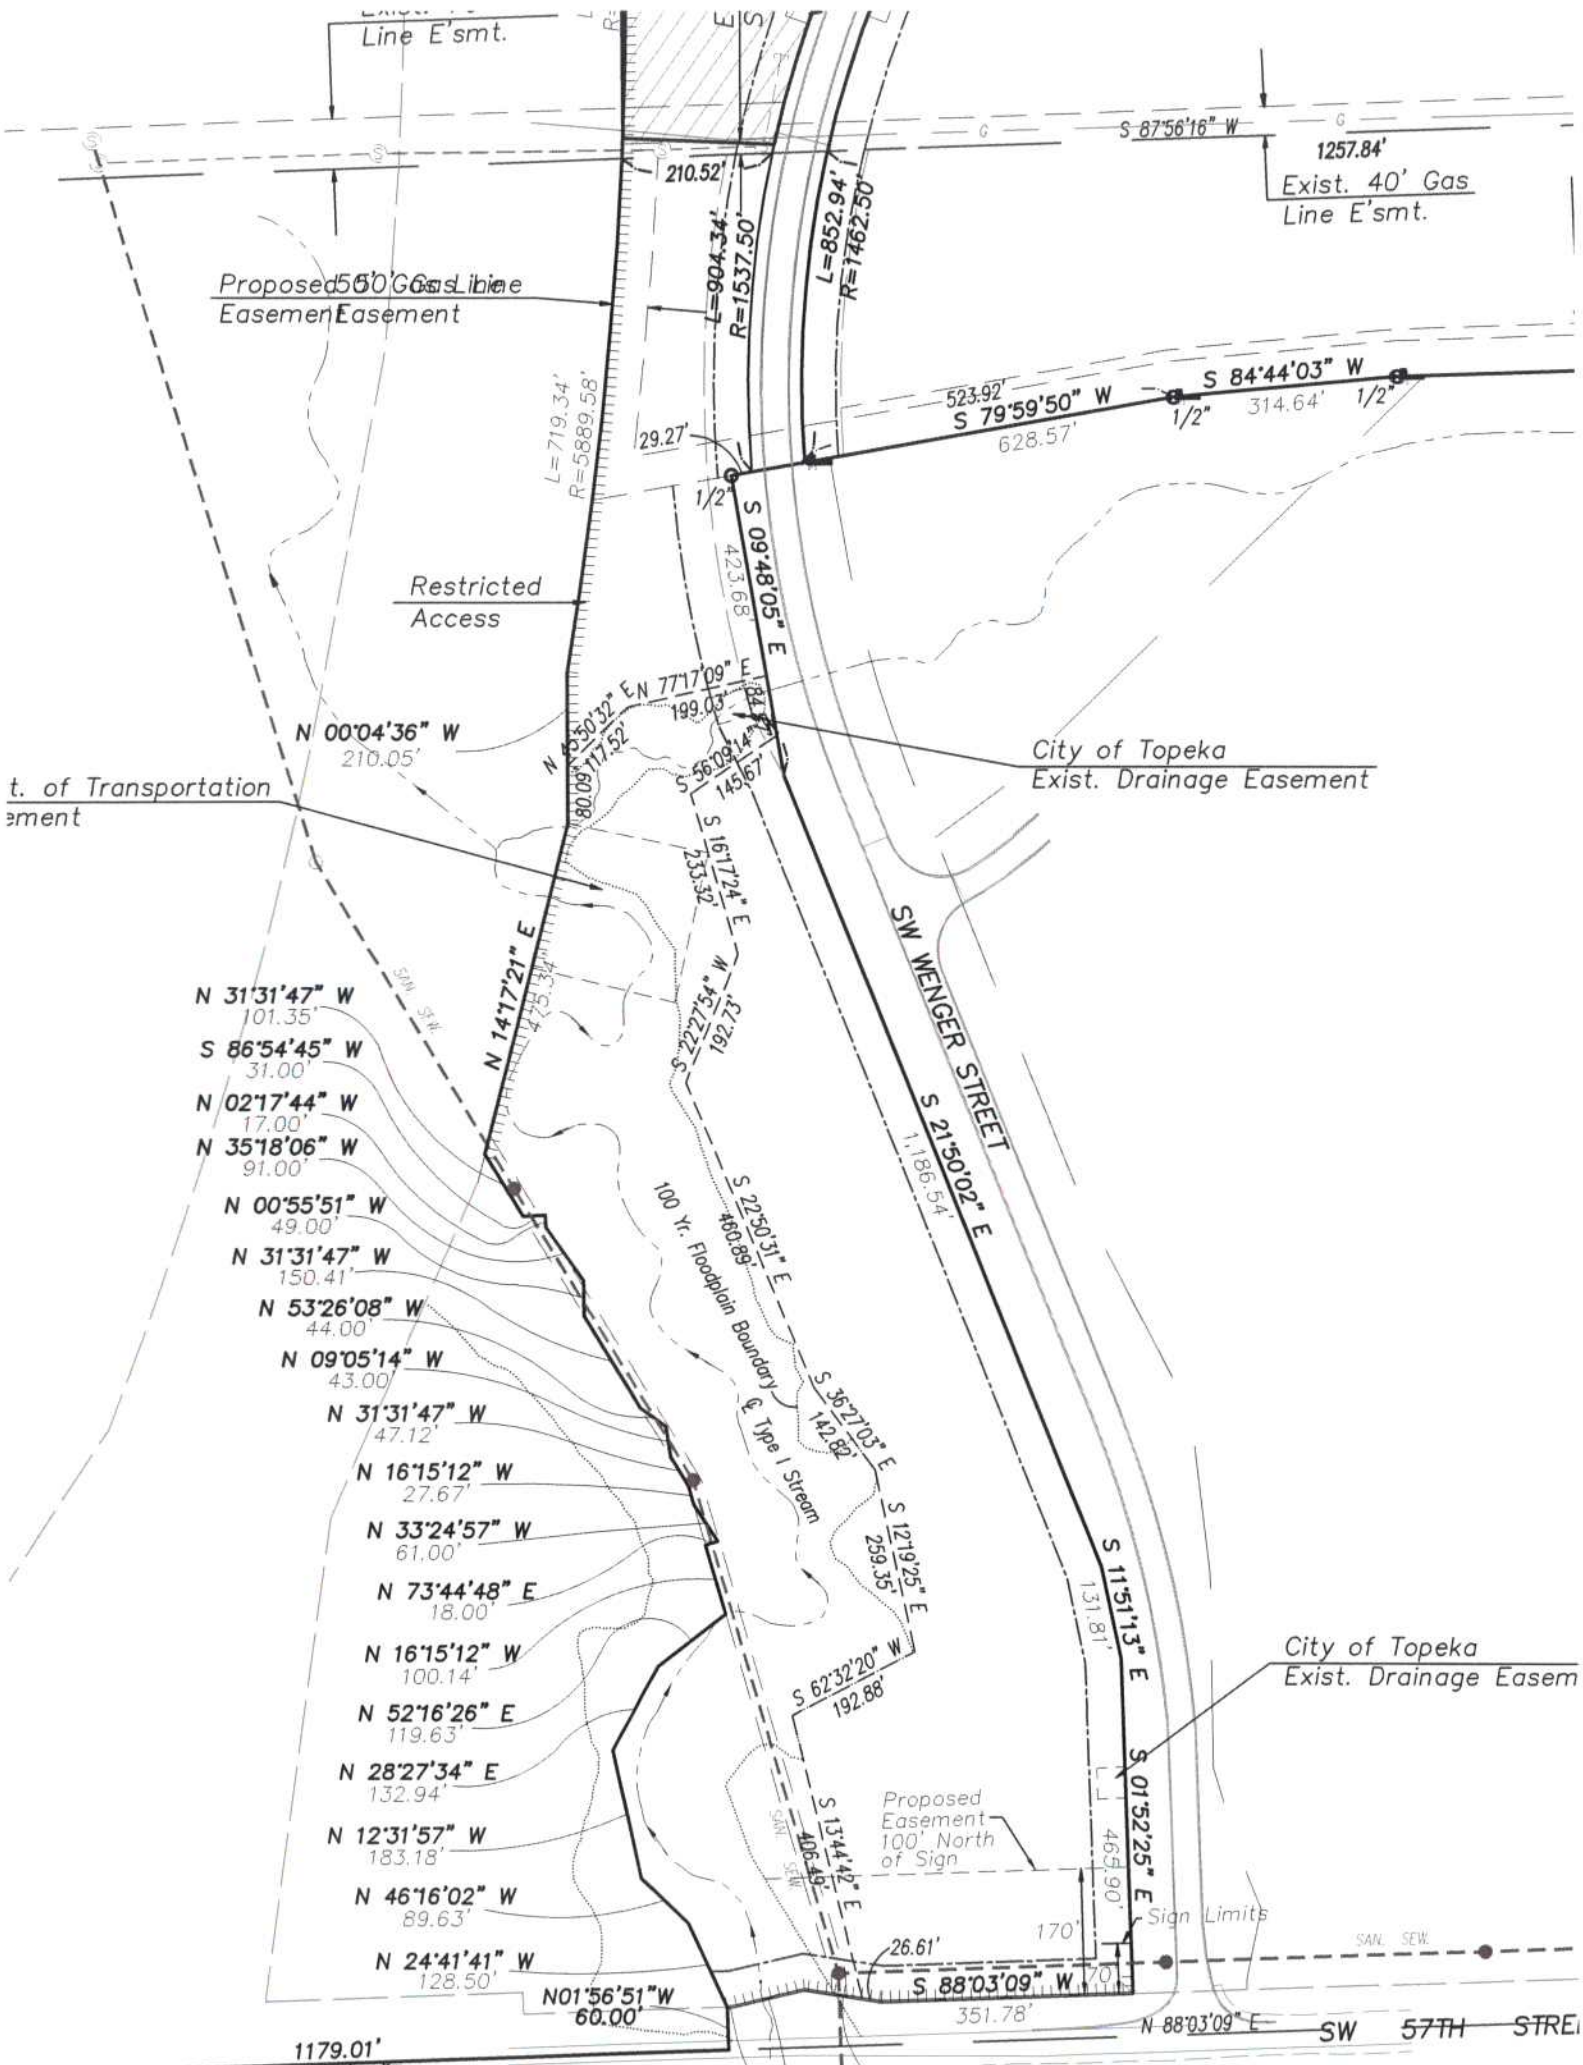 Line E'smt.
E
S
S 87°56'16" W
G
G
1257.84'
210.52'
Exist. 40' Gas
Line E'smt.
L=904.34'
R=1537.50'
L=852.94'
R=1462.50'
L=719.34'
R=5889.58'
523.92'
S 79°59'50" W
628.57'
S 84°44'03" W
314.64'
1/2"
1/2"
29.27'
1/2"
S 09°48'05" E
423.68'
Restricted
Access
N 77°17'09" E
199.03'
N 45°50'32" E
117.52'
80.09'
N 00°04'36" W
210.05'
S 56°09'14"
145.67'
City of Topeka
Exist. Drainage Easement
t. of Transportation
ement
S 16°17'24" E
233.32'
N 14°17'21" E
475.34'
S 22°27'54" W
192.73'
SW WENGER STREET
SAN. SEW.
N 31°31'47" W
101.35'
S 86°54'45" W
31.00'
N 02°17'44" W
17.00'
N 35°18'06" W
91.00'
N 00°55'51" W
49.00'
N 31°31'47" W
150.41'
N 53°26'08" W
44.00'
N 09°05'14" W
43.00'
N 31°31'47" W
47.12'
N 16°15'12" W
27.67'
N 33°24'57" W
61.00'
N 73°44'48" E
18.00'
N 16°15'12" W
100.14'
N 52°16'26" E
119.63'
N 28°27'34" E
132.94'
N 12°31'57" W
183.18'
N 46°16'02" W
89.63'
N 24°41'41" W
128.50'
N01°56'51"W
60.00'
1179.01'
S 21°50'02" E
1,186.54'
S 22°50'31" E
460.89'
100 Yr. Floodplain Boundary
℄ Type I Stream
S 36°27'03" E
142.82'
S 12°19'25" E
259.35'
S 62°32'20" W
192.88'
S 11°51'13" E
131.81'
City of Topeka
Exist. Drainage Easem
S 01°52'25" E
465.90'
Proposed
Easement
100' North
of Sign
S 13°44'42" E
406.49'
SAN. SEW.
170'
Sign Limits
26.61'
S 88°03'09" W
351.78'
70'
SAN. SEW.
N 88°03'09" E
SW 57TH STRE